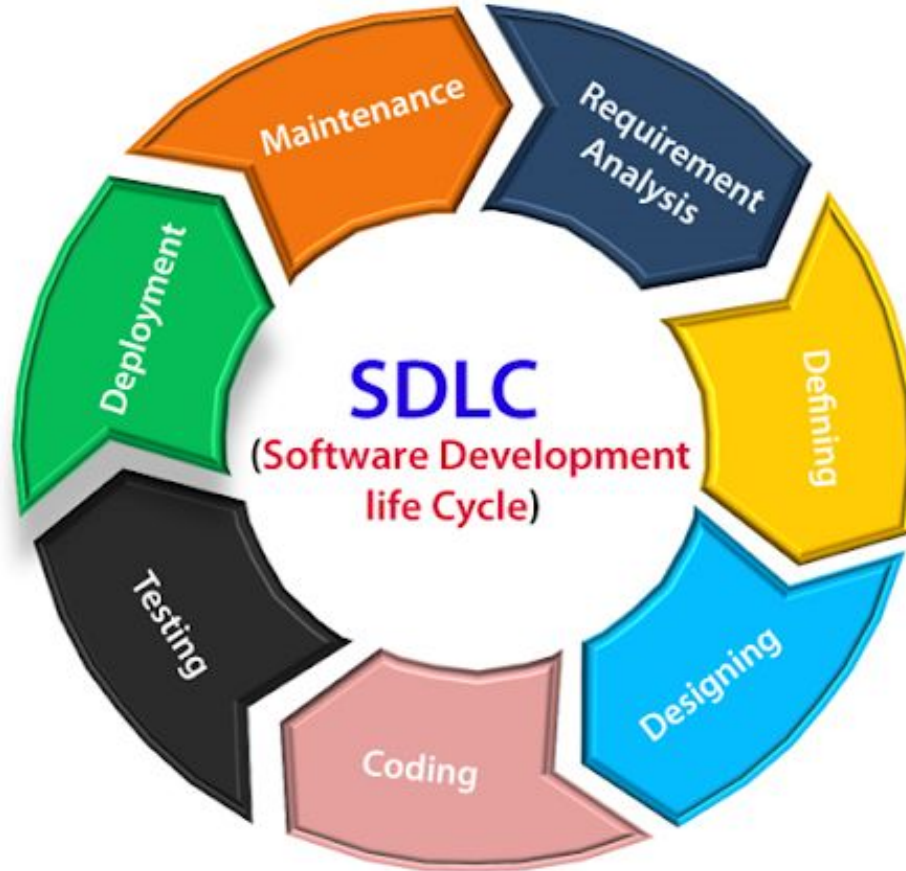 SDLC
(Software Development
life Cycle)
Requirement
Analysis
Defining
Designing
Coding
Testing
Deployment
Maintenance